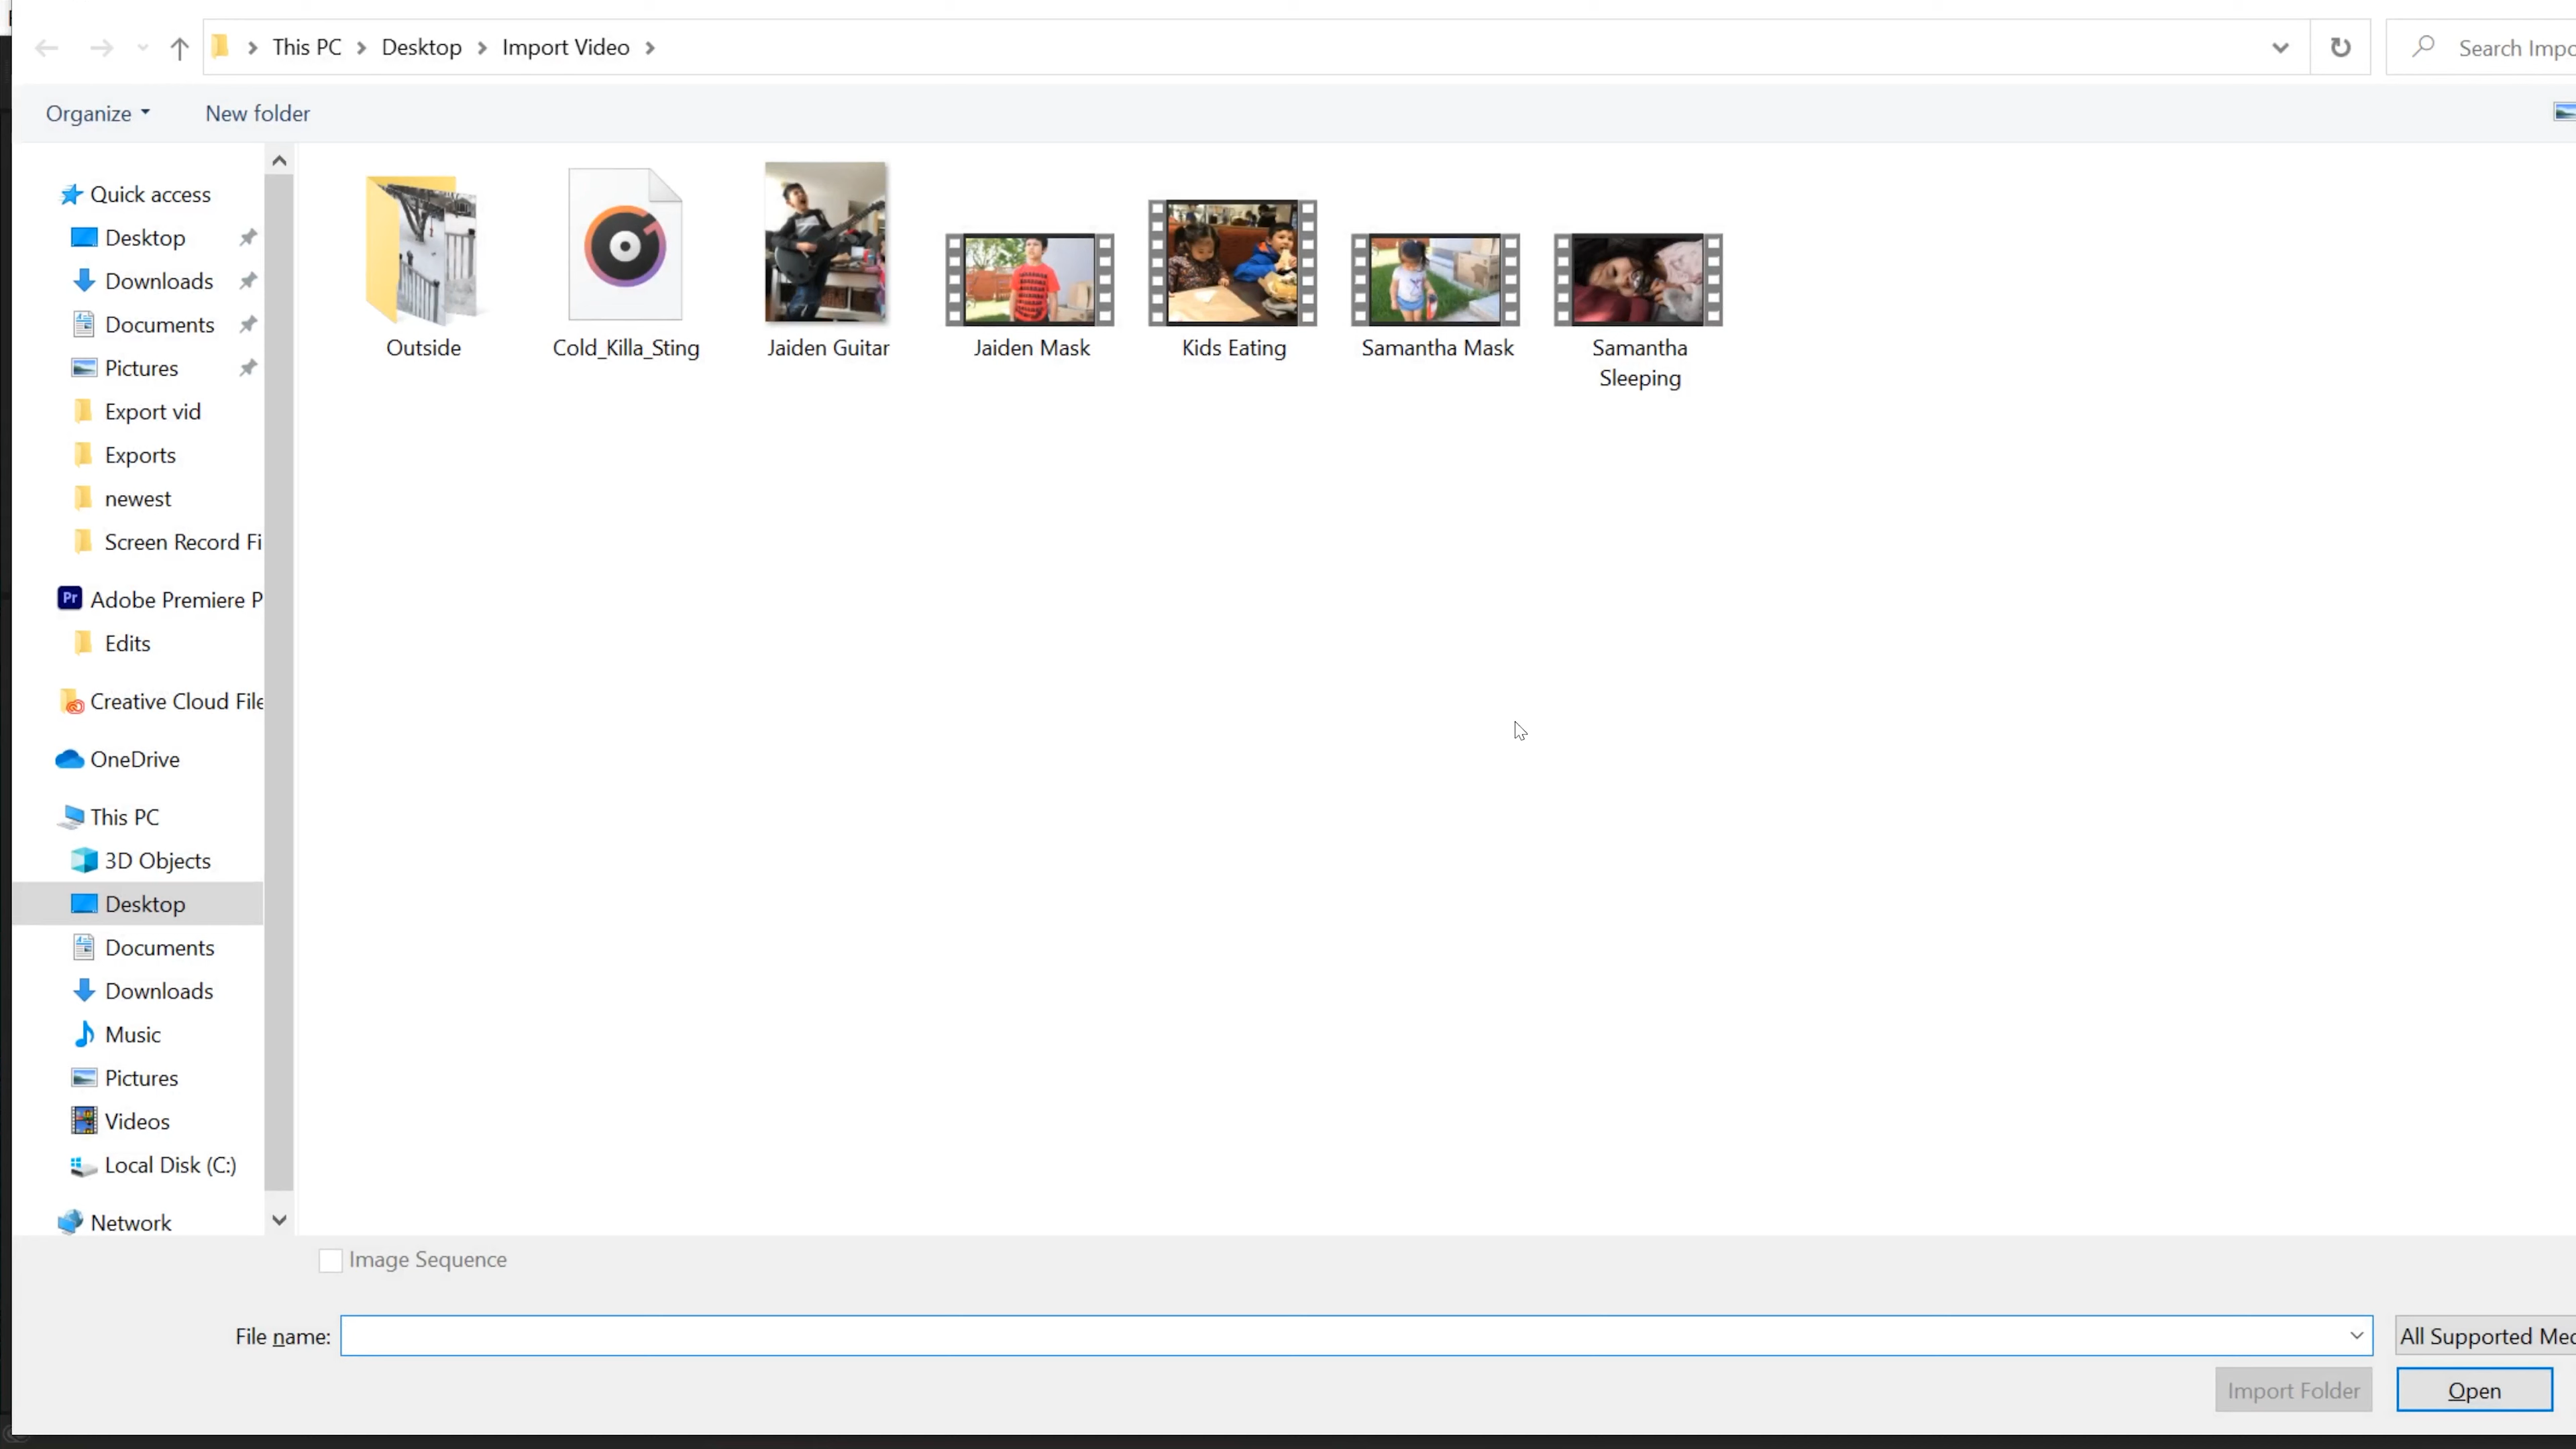 This PC
Desktop
Import Video
Search Impo
Organize
New folder
Quick access
Desktop
Downloads
Documents
Pictures
Export vid
Exports
newest
Screen Record Fi
Pr Adobe Premiere P
Edits
Creative Cloud File
OneDrive
This PC
3D Objects
Desktop
Documents
Downloads
Music
Pictures
Videos
Local Disk (C:)
Network
Outside
Cold_Killa_Sting
Jaiden Guitar
Jaiden Mask
Kids Eating
Samantha Mask
Samantha
Sleeping
Image Sequence
File name:
All Supported Med
Import Folder
Open